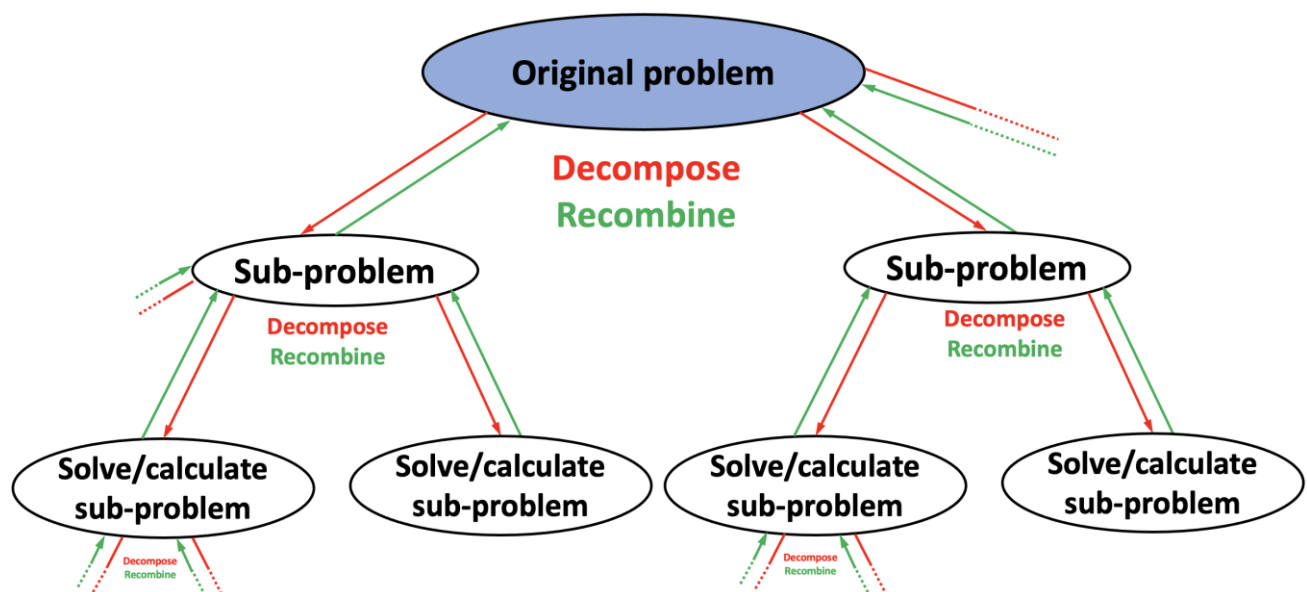 Original problem
Decompose
Recombine
Sub-problem
Sub-problem
Decompose
Recombine
Decompose
Recombine
Solve/calculate
sub-problem
Solve/calculate
sub-problem
Solve/calculate
sub-problem
Solve/calculate
sub-problem
Decompose
Recombine
Decompose
Recombine